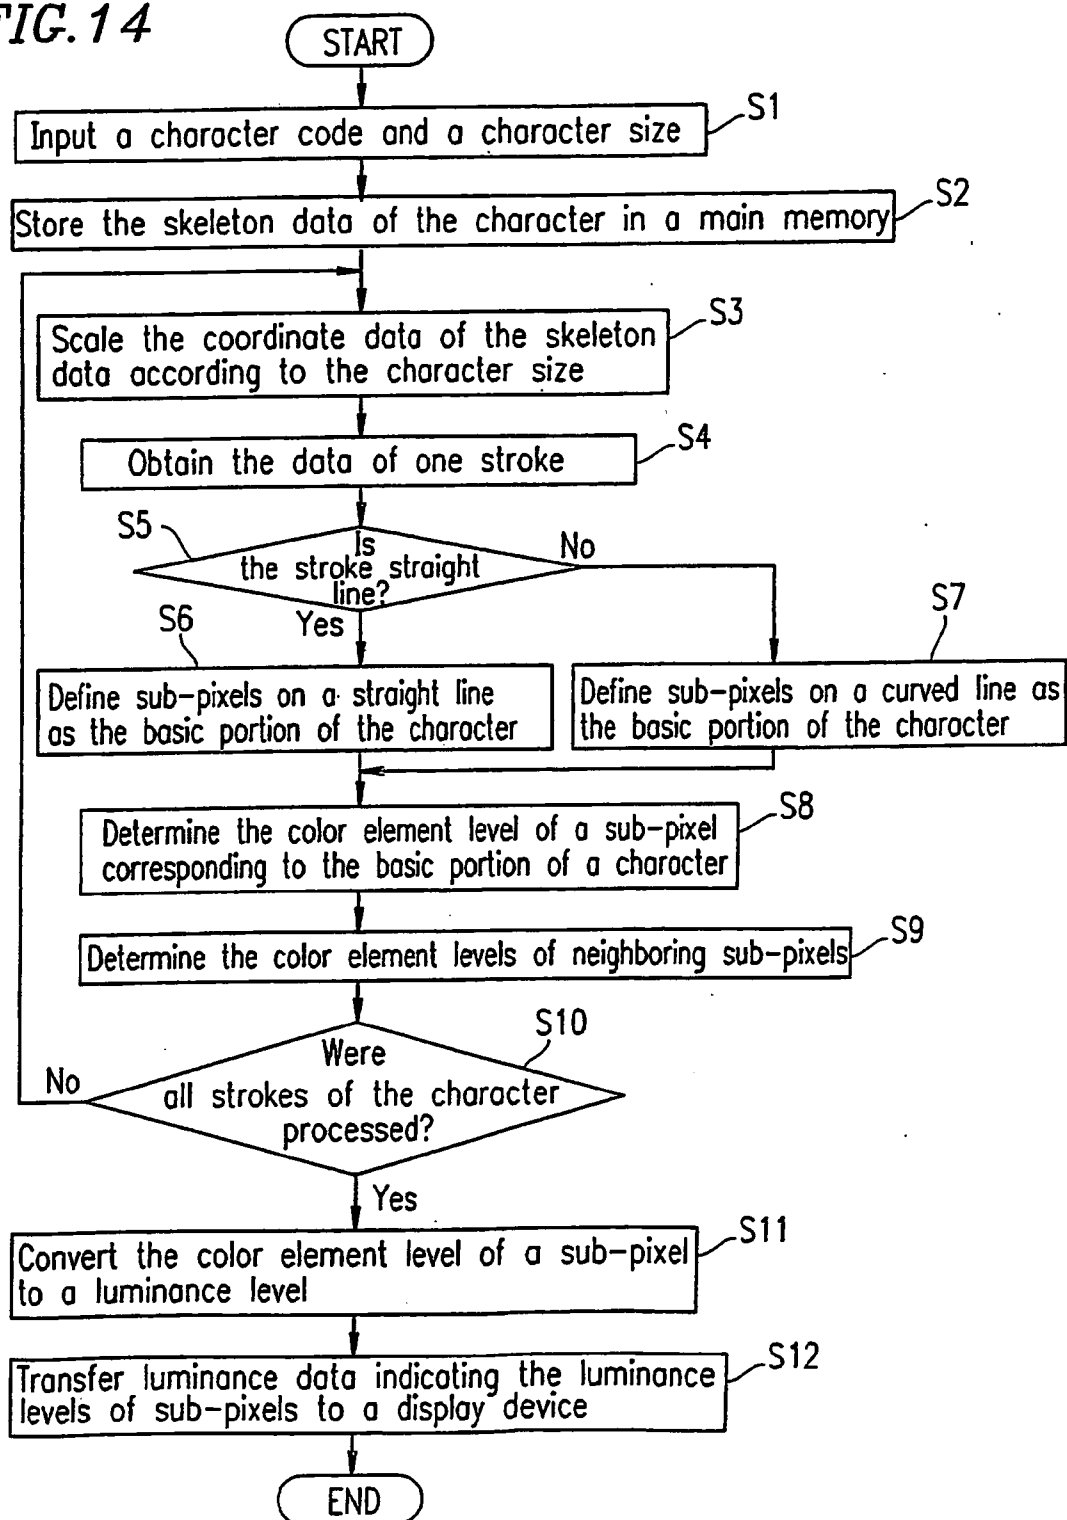 FIG.14
START
Input a character code and a character size
S1
Store the skeleton data of the character in a main memory
S2
Scale the coordinate data of the skeleton
data according to the character size
S3
Obtain the data of one stroke
S4
S5
Is
the stroke straight
line?
No
Yes
S6
Define sub-pixels on a straight line
as the basic portion of the character
S7
Define sub-pixels on a curved line as
the basic portion of the character
Determine the color element level of a sub-pixel
corresponding to the basic portion of a character
S8
Determine the color element levels of neighboring sub-pixels
S9
Were
all strokes of the character
processed?
S10
No
Yes
Convert the color element level of a sub-pixel
to a luminance level
S11
Transfer luminance data indicating the luminance
levels of sub-pixels to a display device
S12
END